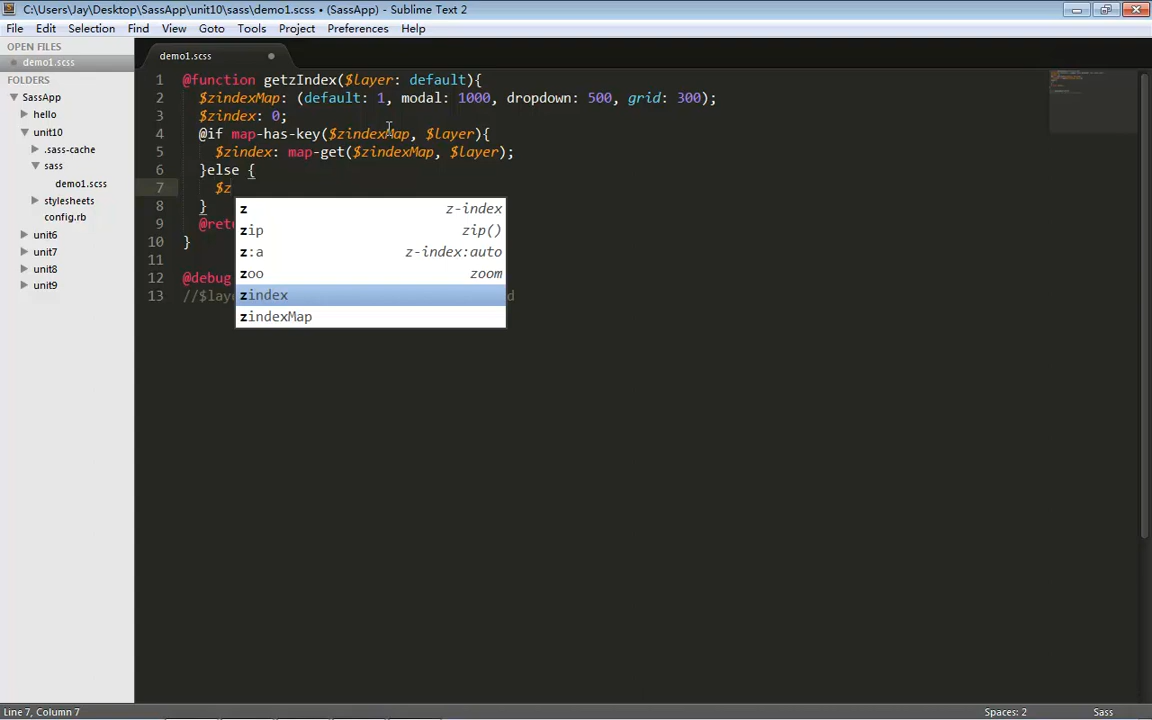 C:\Users\Jay\Desktop\SassApp\unit10\sass\demo1.scss • (SassApp) - Sublime Text 2
File Edit Selection Find View Goto Tools Project Preferences Help
OPEN FILES
demo1.scss
FOLDERS
SassApp
hello
unit10
.sass-cache
sass
demo1.scss
stylesheets
config.rb
unit6
unit7
unit8
unit9
demo1.scss
1 @function getzIndex($layer: default){
2 $zindexMap: (default: 1, modal: 1000, dropdown: 500, grid: 300);
3 $zindex: 0;
4 @if map-has-key($zindexMap, $layer){
5 $zindex: map-get($zindexMap, $layer);
6 }else {
7 $z
8 }
9 @retu
10 }
11
12 @debug
13 //$laye d
z z-index
zip zip()
z:a z-index:auto
zoo zoom
zindex
zindexMap
Line 7, Column 7
Spaces: 2
Sass